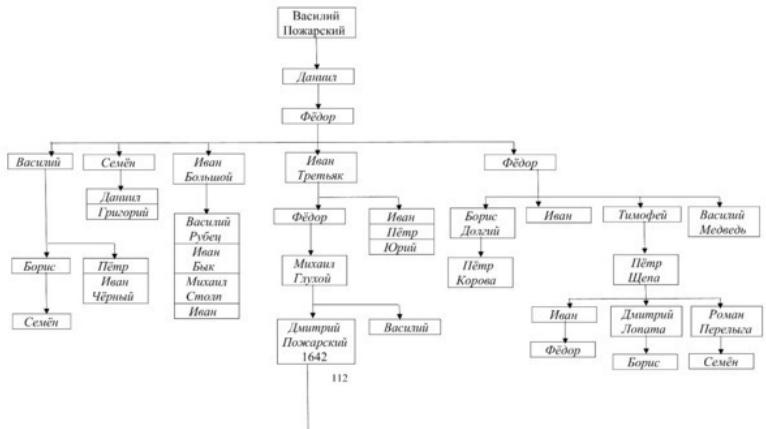 Василий
Пожарский
Даниил
Фёдор
Василий
Семён
Иван
Большой
Иван
Третьяк
Фёдор
Даниил
Григорий
Василий
Рубец
Иван
Бык
Михаил
Столп
Иван
Фёдор
Иван
Пётр
Юрий
Борис
Долгий
Иван
Тимофей
Василий
Медведь
Борис
Пётр
Иван
Чёрный
Михаил
Глухой
Пётр
Корова
Пётр
Щепа
Семён
Дмитрий
Пожарский
1642
Василий
Иван
Дмитрий
Лопата
Роман
Перелыга
Фёдор
Борис
Семён
112